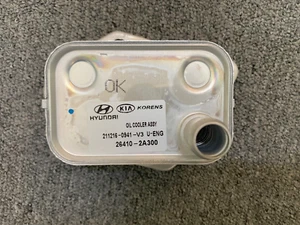 OK
HYUNDAI KIA KORENS
OIL COOLER ASSY
211216-0941-V3 U-ENG
26410-2A300